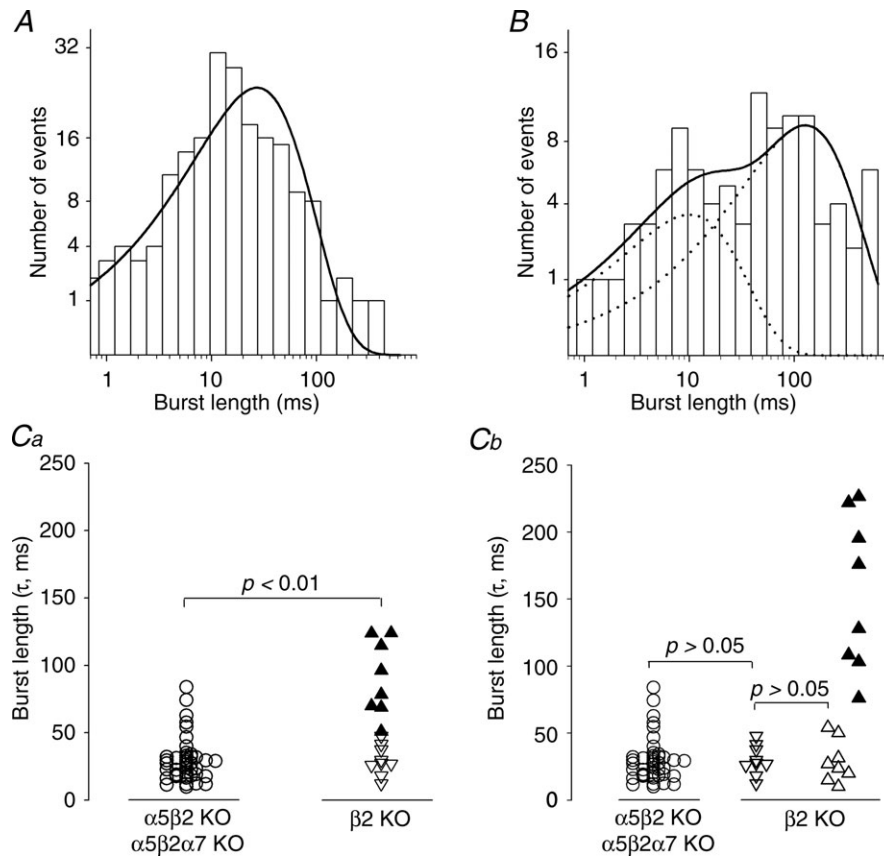 A
32
16
8
4
1
Number of events
1
10
100
Burst length (ms)
B
16
8
4
1
Number of events
1
10
100
Burst length (ms)
Ca
250
200
150
100
50
0
Burst length (τ, ms)
p < 0.01
α5β2 KO
α5β2α7 KO
β2 KO
Cb
250
200
150
100
50
0
Burst length (τ, ms)
p > 0.05
p > 0.05
α5β2 KO
α5β2α7 KO
β2 KO